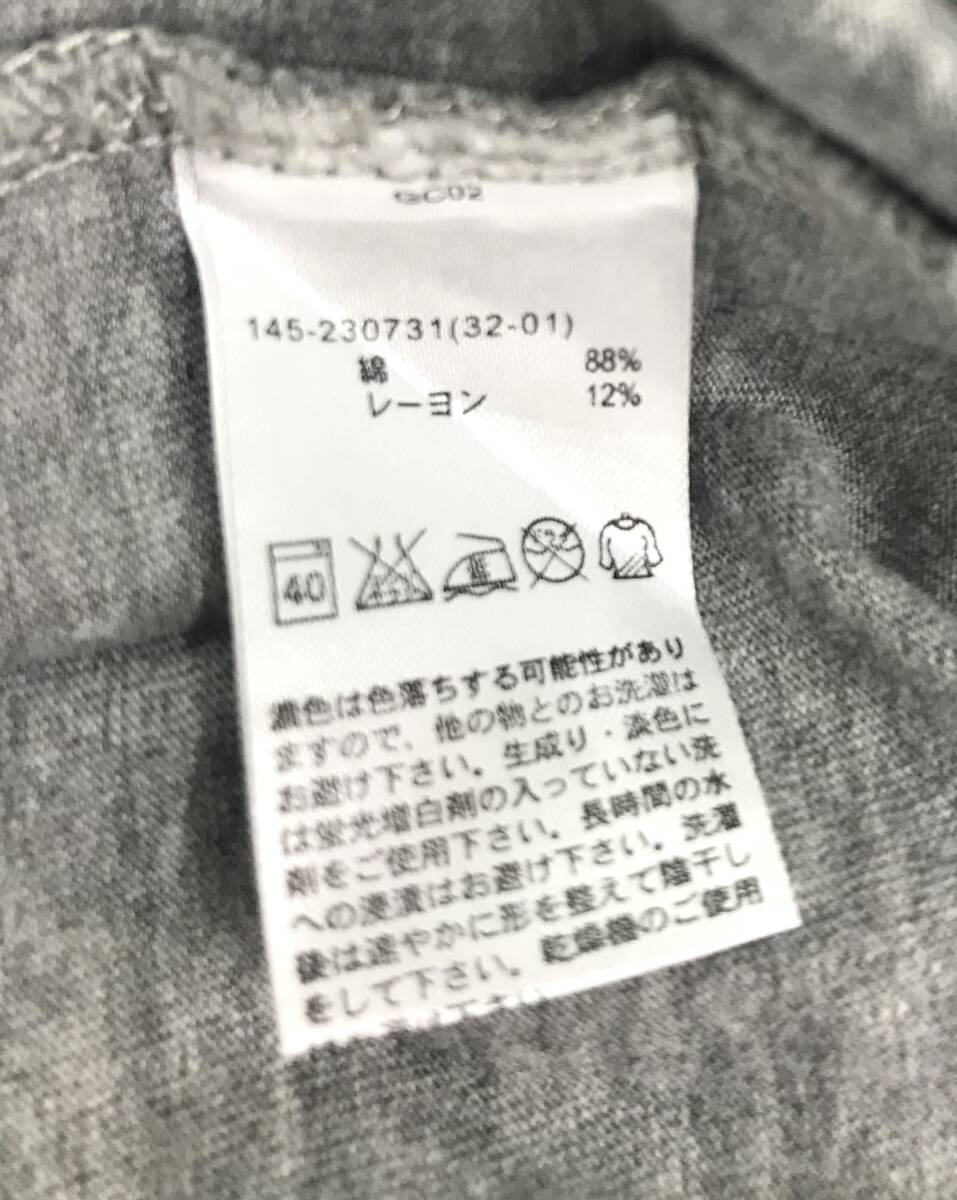 GC02
145-230731(32-01)
綿 88%
レーヨン 12%
40
濃色は色落ちする可能性があり
ますので、他の物とのお洗濯は
お避け下さい。生成り・淡色に
は蛍光増白剤の入っていない洗
剤をご使用下さい。長時間の水
への浸漬はお避け下さい。洗濯
後は速やかに形を整えて陰干し
をして下さい。乾燥機のご使用